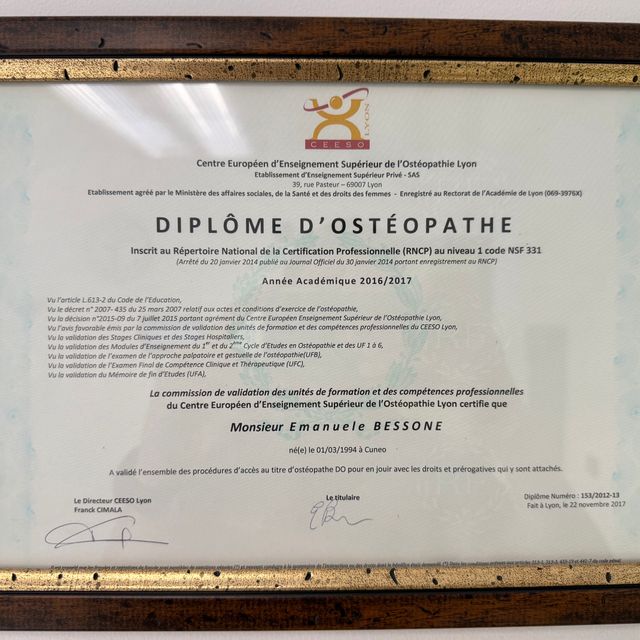 CEESO
LYON
Centre Européen d'Enseignement Supérieur de l'Ostéopathie Lyon
Etablissement d'Enseignement Supérieur Privé - SAS
39, rue Pasteur – 69007 Lyon
Etablissement agréé par le Ministère des affaires sociales, de la Santé et des droits des femmes - Enregistré au Rectorat de l'Académie de Lyon (069-3976X)
DIPLÔME D'OSTÉOPATHE
Inscrit au Répertoire National de la Certification Professionnelle (RNCP) au niveau 1 code NSF 331
(Arrêté du 20 janvier 2014 publié au Journal Officiel du 30 janvier 2014 portant enregistrement au RNCP)
Année Académique 2016/2017
Vu l'article L.613-2 du Code de l'Education,
Vu le décret n° 2007- 435 du 25 mars 2007 relatif aux actes et conditions d'exercice de l'ostéopathie,
Vu la décision n°2015-09 du 7 juillet 2015 portant agrément du Centre Européen Enseignement Supérieur de l'Ostéopathie Lyon,
Vu l'avis favorable émis par la commission de validation des unités de formation et des compétences professionnelles du CEESO Lyon,
Vu la validation des Stages Cliniques et des Stages Hospitaliers,
Vu la validation des Modules d'Enseignement du 1er et du 2ème Cycle d'Etudes en Ostéopathie et des UF 1 à 6,
Vu la validation de l'examen de l'approche palpatoire et gestuelle de l'ostéopathie(UFB),
Vu la validation de l'Examen Final de Compétence Clinique et Thérapeutique (UFC),
Vu la validation du Mémoire de fin d'Etudes (UFA),
La commission de validation des unités de formation et des compétences professionnelles
du Centre Européen d'Enseignement Supérieur de l'Ostéopathie Lyon certifie que
Monsieur Emanuele BESSONE
né(e) le 01/03/1994 à Cuneo
A validé l'ensemble des procédures d'accès au titre d'ostéopathe DO pour en jouir avec les droits et prérogatives qui y sont attachés.
Le Directeur CEESO Lyon
Franck CIMALA
Le titulaire
Diplôme Numéro : 153/2012-13
Fait à Lyon, le 22 novembre 2017